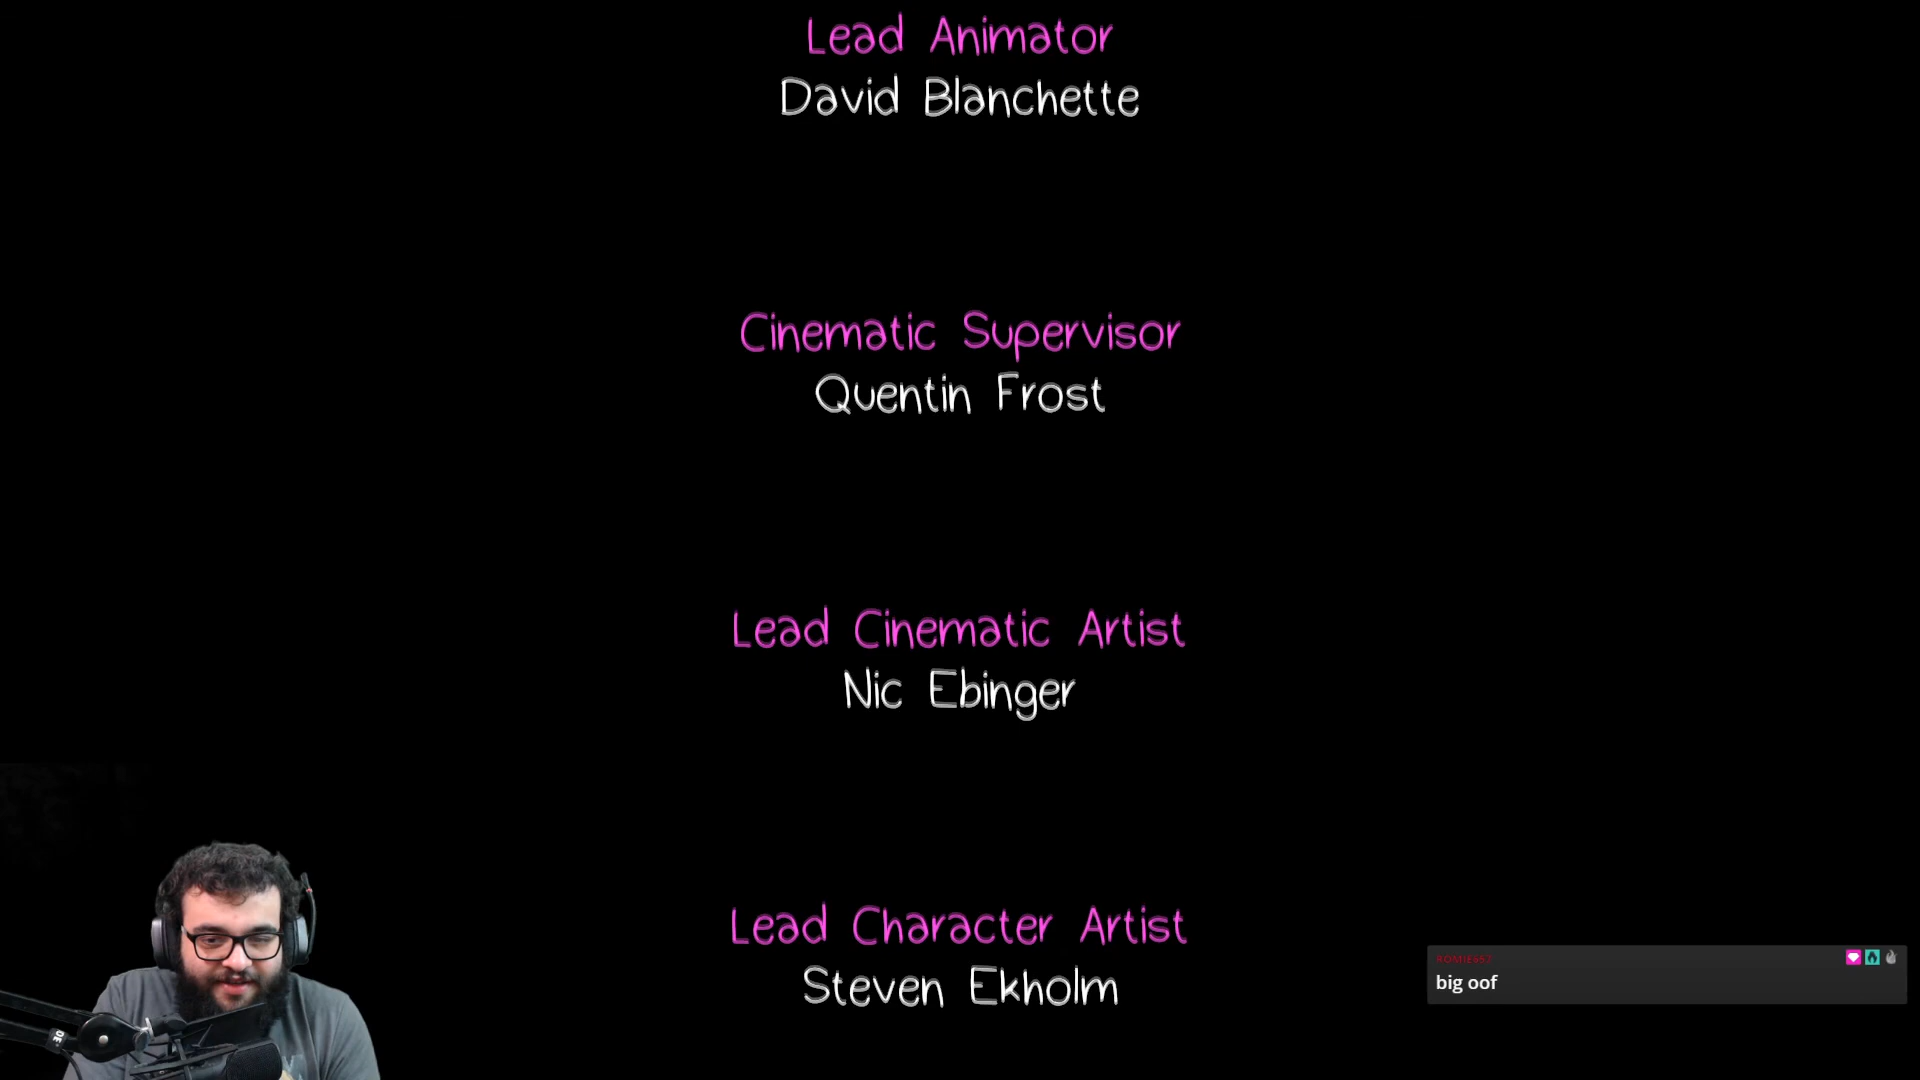 Lead Animator
David Blanchette
Cinematic Supervisor
Quentin Frost
Lead Cinematic Artist
Nic Ebinger
Lead Character Artist
Steven Ekholm
big oof